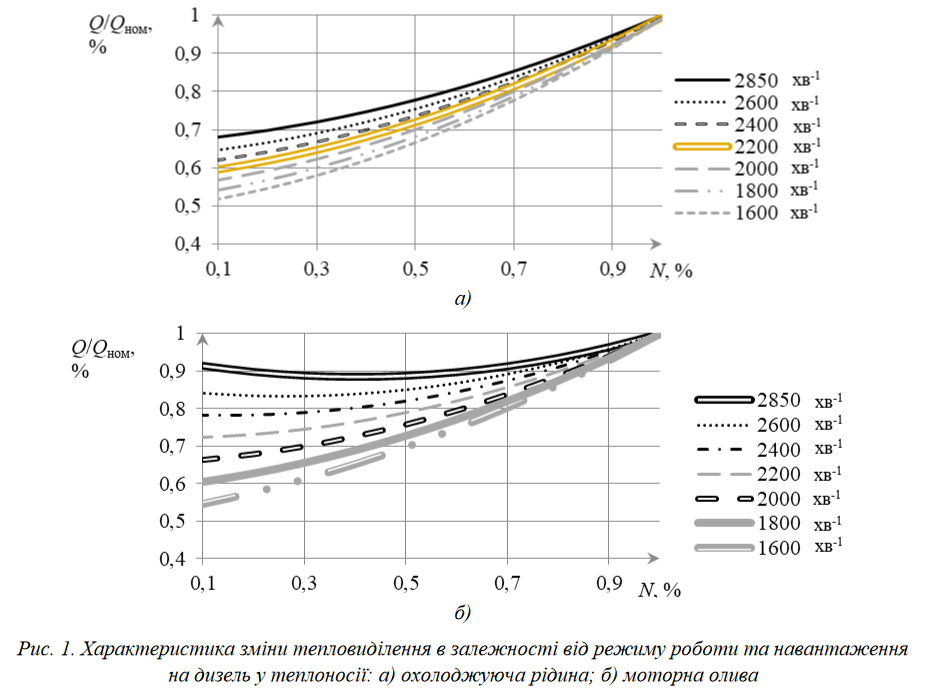 Q/Qном,
%
1
0,9
0,8
0,7
0,6
0,5
0,4
0,1
0,3
0,5
0,7
0,9
N, %
2850 хв-1
2600 хв-1
2400 хв-1
2200 хв-1
2000 хв-1
1800 хв-1
1600 хв-1
а)
Q/Qном,
%
1
0,9
0,8
0,7
0,6
0,5
0,4
0,1
0,3
0,5
0,7
0,9
N, %
2850 хв-1
2600 хв-1
2400 хв-1
2200 хв-1
2000 хв-1
1800 хв-1
1600 хв-1
б)
Рис. 1. Характеристика зміни тепловиділення в залежності від режиму роботи та навантаження
на дизель у теплоносії: а) охолоджуюча рідина; б) моторна олива